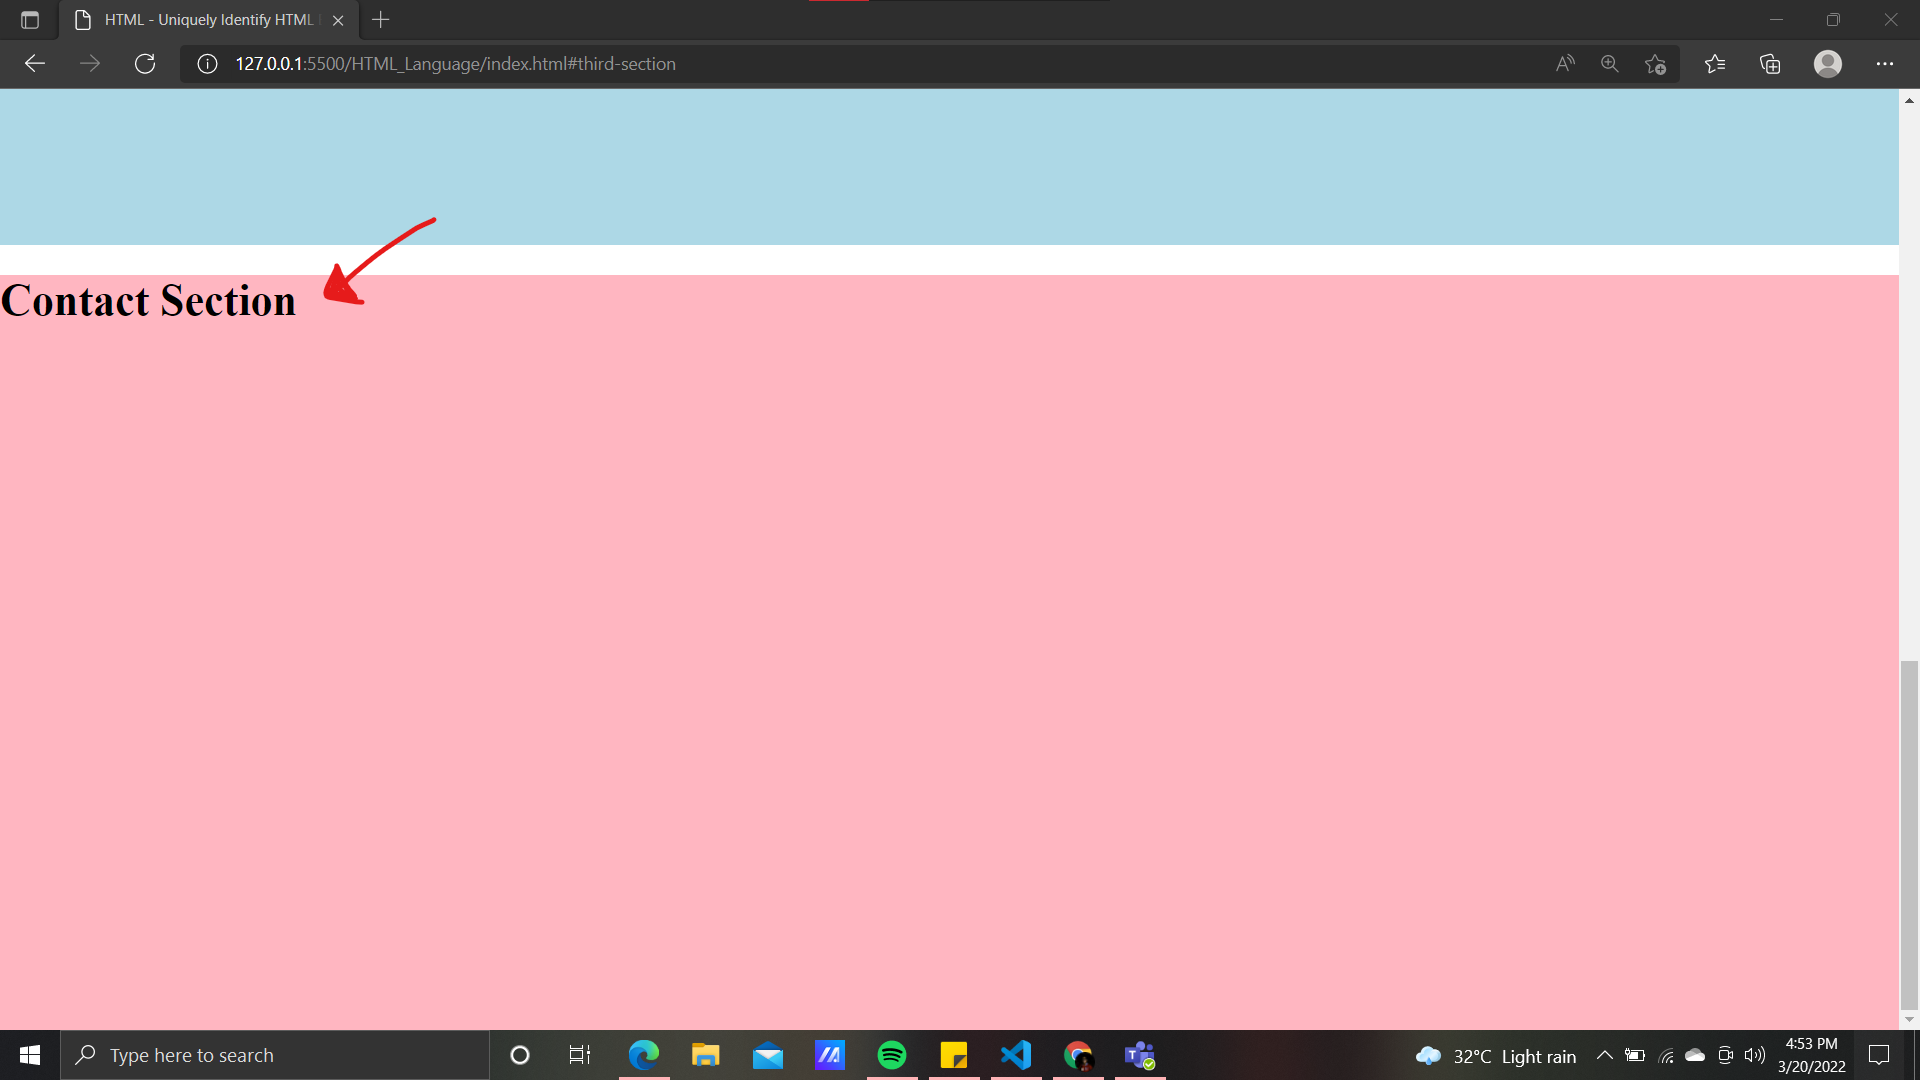 HTML - Uniquely Identify HTML
127.0.0.1:5500/HTML_Language/index.html#third-section
Contact Section
Type here to search
32°C Light rain
4:53 PM
3/20/2022